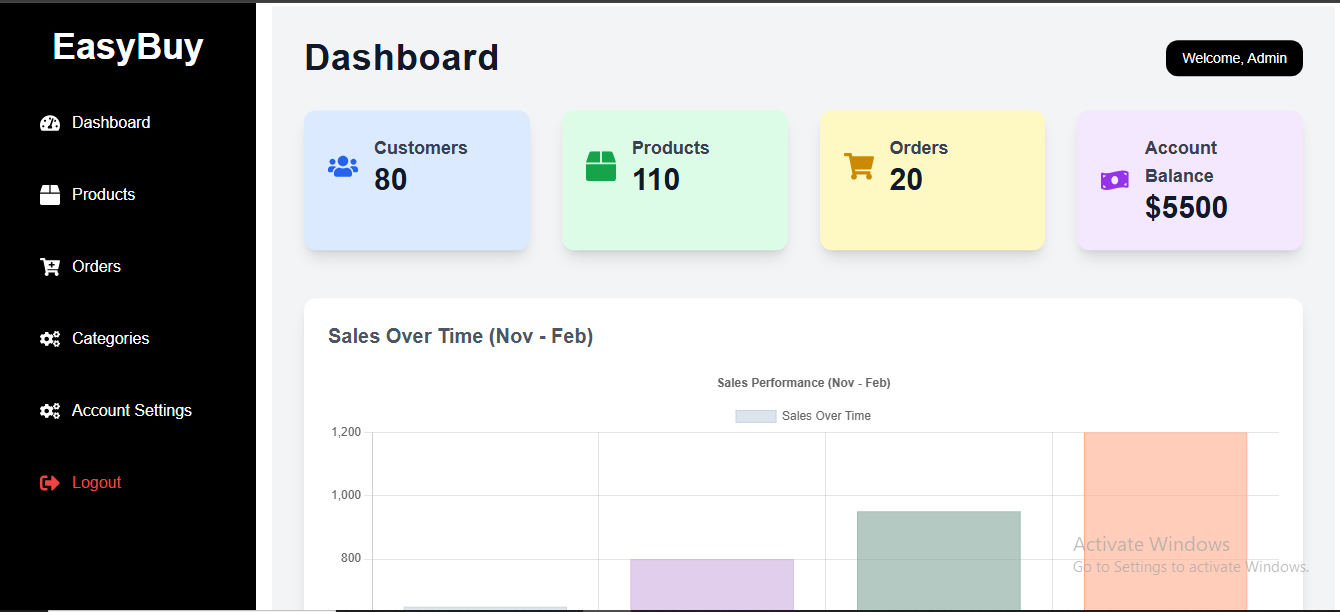 EasyBuy
Dashboard
Products
Orders
Categories
Account Settings
Logout
Dashboard
Welcome, Admin
Customers
80
Products
110
Orders
20
Account
Balance
$5500
Sales Over Time (Nov - Feb)
Sales Performance (Nov - Feb)
Sales Over Time
1,200
1,000
800
Activate Windows
Go to Settings to activate Windows.